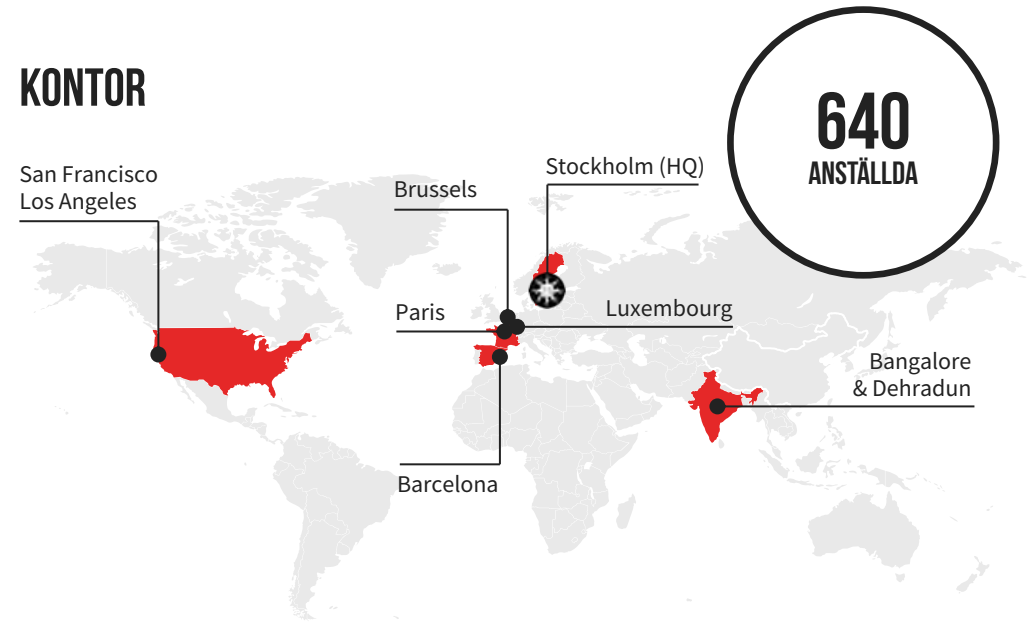 KONTOR
640
ANSTÄLLDA
San Francisco
Los Angeles
Brussels
Stockholm (HQ)
Paris
Luxembourg
Bangalore
& Dehradun
Barcelona